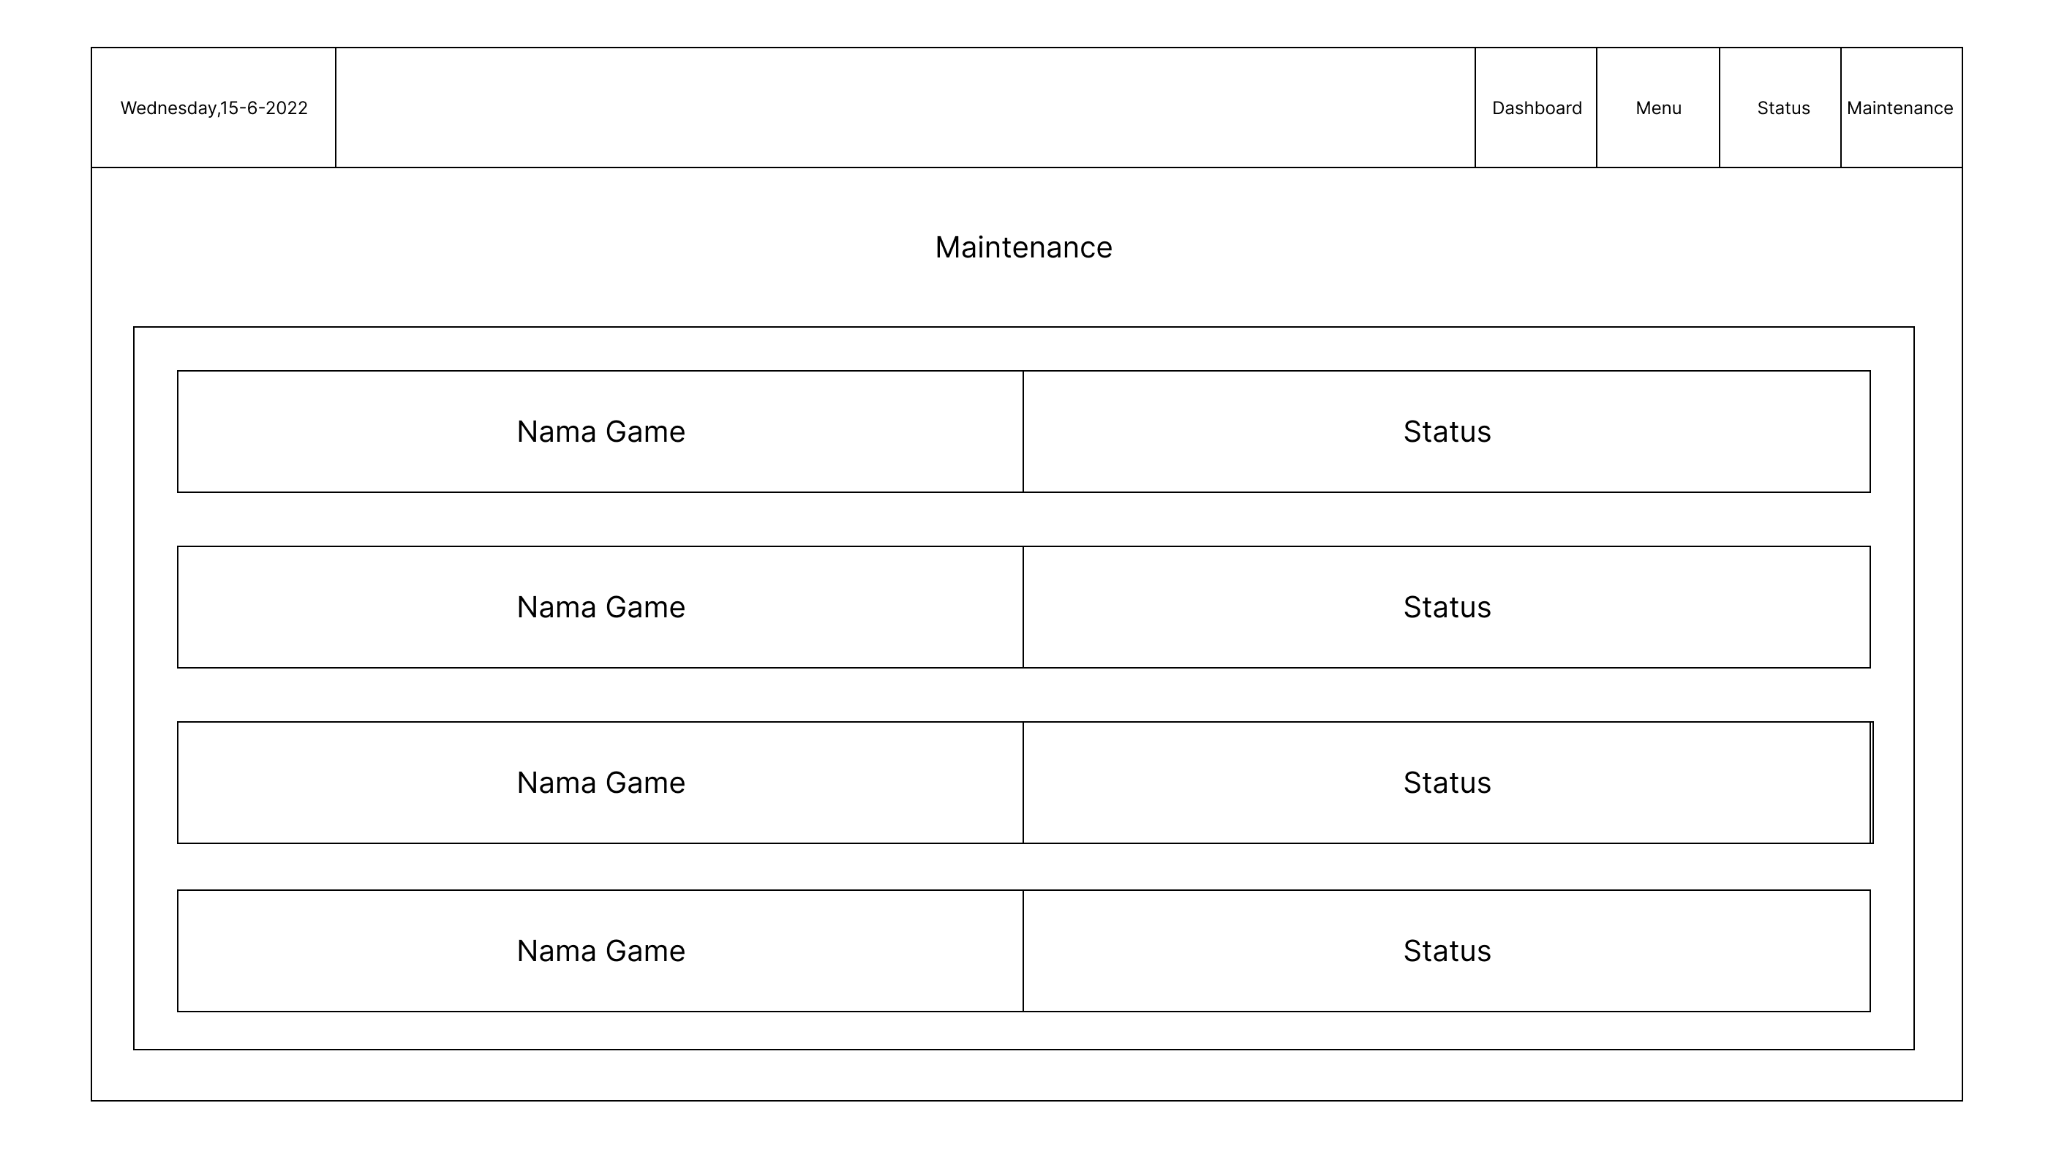 Wednesday,15-6-2022
Dashboard
Menu
Status
Maintenance
Maintenance
Nama Game
Status
Nama Game
Status
Nama Game
Status
Nama Game
Status